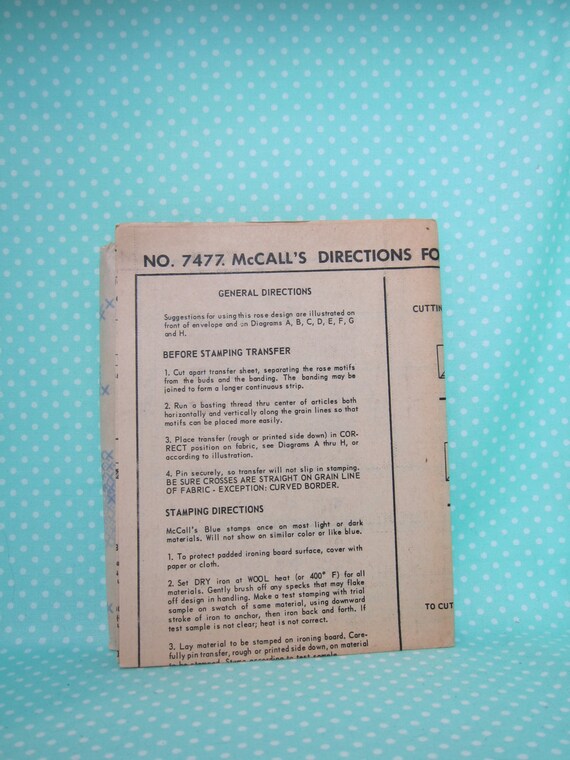 NO. 7477. McCALL'S DIRECTIONS FO
GENERAL DIRECTIONS
Suggestions for using this rose design are illustrated on
front of envelope and on Diagrams A, B, C, D, E, F, G
and H.
BEFORE STAMPING TRANSFER
1. Cut apart transfer sheet, separating the rose motifs
from the buds and the banding. The banding may be
joined to form a longer continuous strip.
2. Run a basting thread thru center of articles both
horizontally and vertically along the grain lines so that
motifs can be placed more easily.
3. Place transfer (rough or printed side down) in COR-
RECT position on fabric, see Diagrams A thru H, or
according to illustration.
4. Pin securely, so transfer will not slip in stamping.
BE SURE CROSSES ARE STRAIGHT ON GRAIN LINE
OF FABRIC - EXCEPTION: CURVED BORDER.
STAMPING DIRECTIONS
McCall's Blue stamps once on most light or dark
materials. Will not show on similar color or like blue.
1. To protect padded ironing board surface, cover with
paper or cloth.
2. Set DRY iron at WOOL heat (or 400° F) for all
materials. Gently brush off any specks that may flake
off design in handling. Make a test stamping with trial
sample on swatch of same material, using downward
stroke of iron to anchor, then iron back and forth. If
test sample is not clear; heat is not correct.
3. Lay material to be stamped on ironing board. Care-
fully pin transfer, rough or printed side down, on material
to be stamped. Stamp according to test sample.
CUTTIN
TO CUT